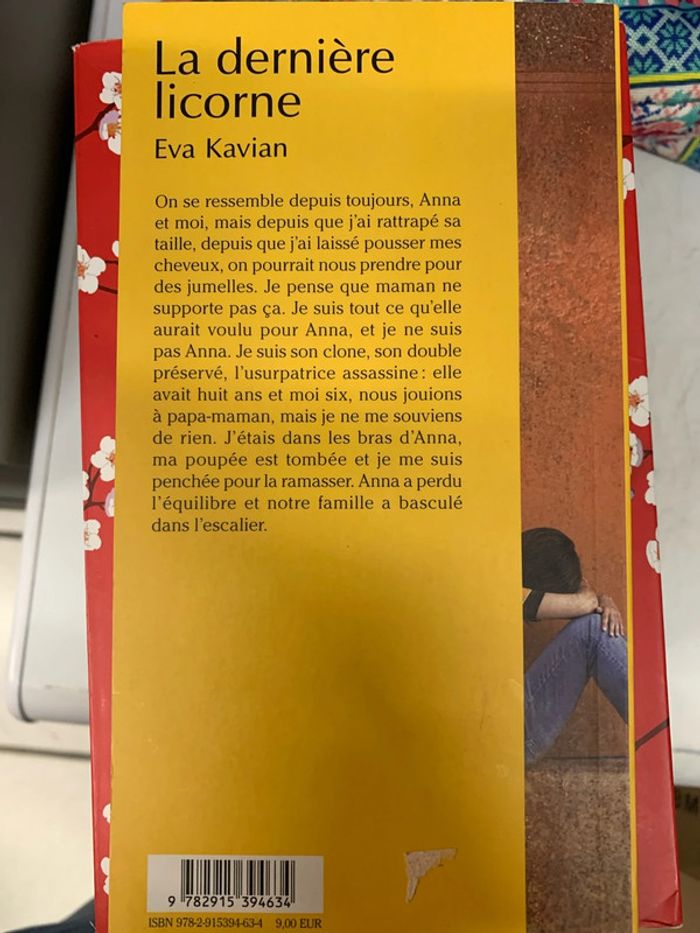 La dernière
licorne
Eva Kavian
On se ressemble depuis toujours, Anna
et moi, mais depuis que j'ai rattrapé sa
taille, depuis que j'ai laissé pousser mes
cheveux, on pourrait nous prendre pour
des jumelles. Je pense que maman ne
supporte pas ça. Je suis tout ce qu'elle
aurait voulu pour Anna, et je ne suis
pas Anna. Je suis son clone, son double
préservé, l'usurpatrice assassine : elle
avait huit ans et moi six, nous jouions
à papa-maman, mais je ne me souviens
de rien. J'étais dans les bras d'Anna,
ma poupée est tombée et je me suis
penchée pour la ramasser. Anna a perdu
l'équilibre et notre famille a basculé
dans l'escalier.
9 782915 394634
ISBN 978-2-915394-63-4 9,00 EUR